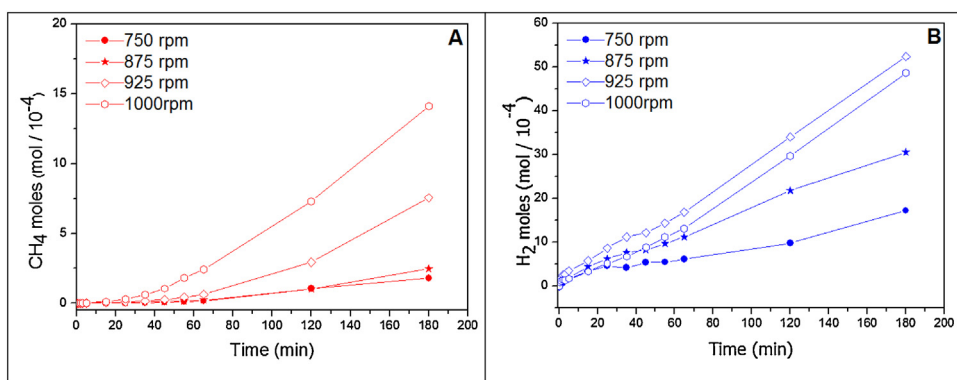 A
750 rpm
875 rpm
925 rpm
1000rpm
CH4 moles (mol / 10-4)
20
15
10
5
0
0 20 40 60 80 100 120 140 160 180 200
Time (min)
B
750 rpm
875 rpm
925 rpm
1000rpm
H2 moles (mol / 10-4)
60
50
40
30
20
10
0
0 20 40 60 80 100 120 140 160 180 200
Time (min)